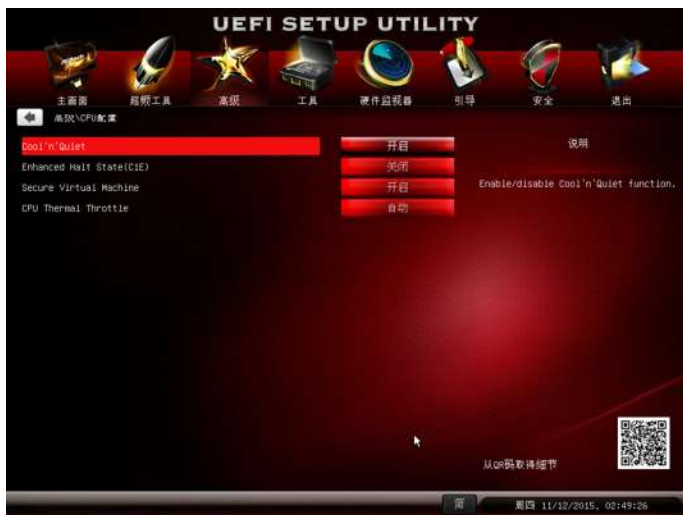 UEFI SETUP UTILITY
主画面 超频工具 高级 工具 硬件监视器 引导 安全 退出
高级\CPU配置
Cool'n'Quiet 开启
说明
Enhanced Halt State(C1E) 关闭
Secure Virtual Machine 开启
Enable/disable Cool'n'Quiet function.
CPU Thermal Throttle 自动
从QR码取得细节
简 周四 11/12/2015, 02:49:26